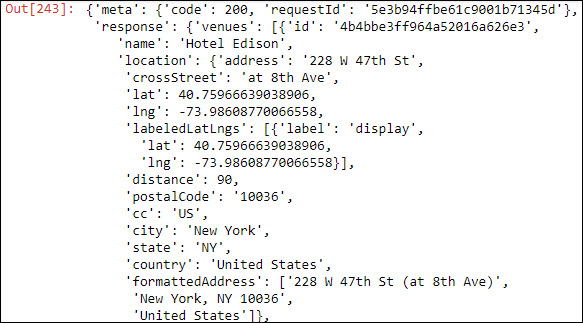 Out[243]: {'meta': {'code': 200, 'requestId': '5e3b94ffbe61c9001b71345d'},
'response': {'venues': [{'id': '4b4bbe3ff964a52016a626e3',
'name': 'Hotel Edison',
'location': {'address': '228 W 47th St',
'crossStreet': 'at 8th Ave',
'lat': 40.75966639038906,
'lng': -73.98608770066558,
'labeledLatLngs': [{'label': 'display',
'lat': 40.75966639038906,
'lng': -73.98608770066558}],
'distance': 90,
'postalCode': '10036',
'cc': 'US',
'city': 'New York',
'state': 'NY',
'country': 'United States',
'formattedAddress': ['228 W 47th St (at 8th Ave)',
'New York, NY 10036',
'United States']},